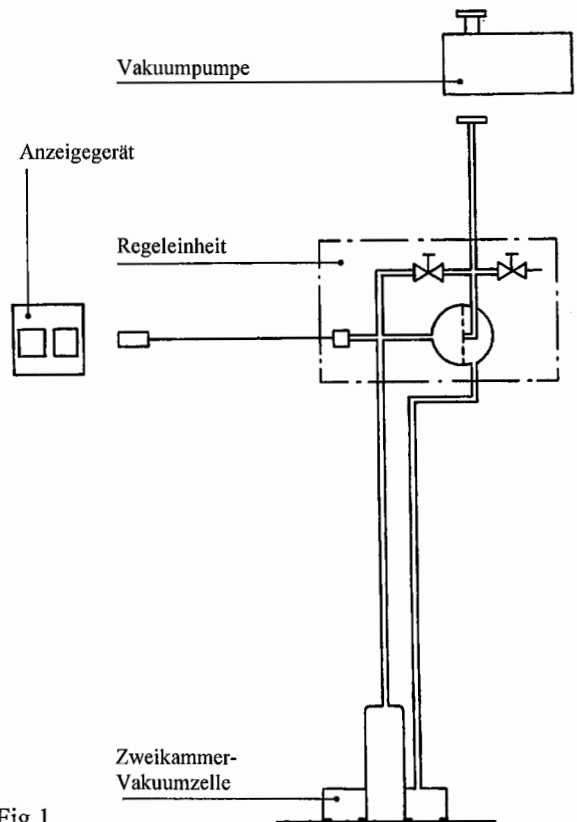 Vakuumpumpe
Anzeigegerät
Regeleinheit
Zweikammer-
Vakuumzelle
Fig.1